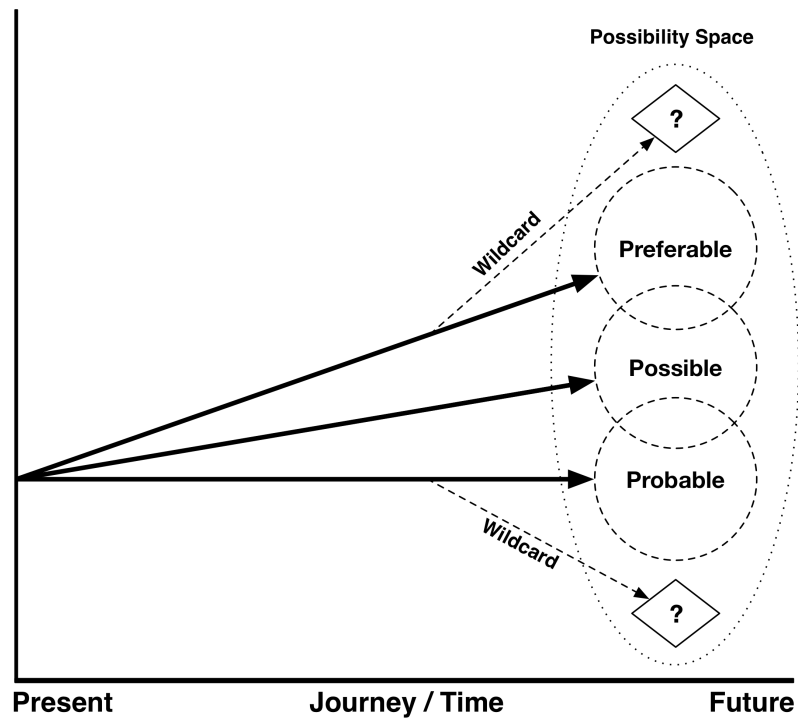 Possibility Space
?
Wildcard
Preferable
Possible
Probable
Wildcard
?
Present
Journey / Time
Future